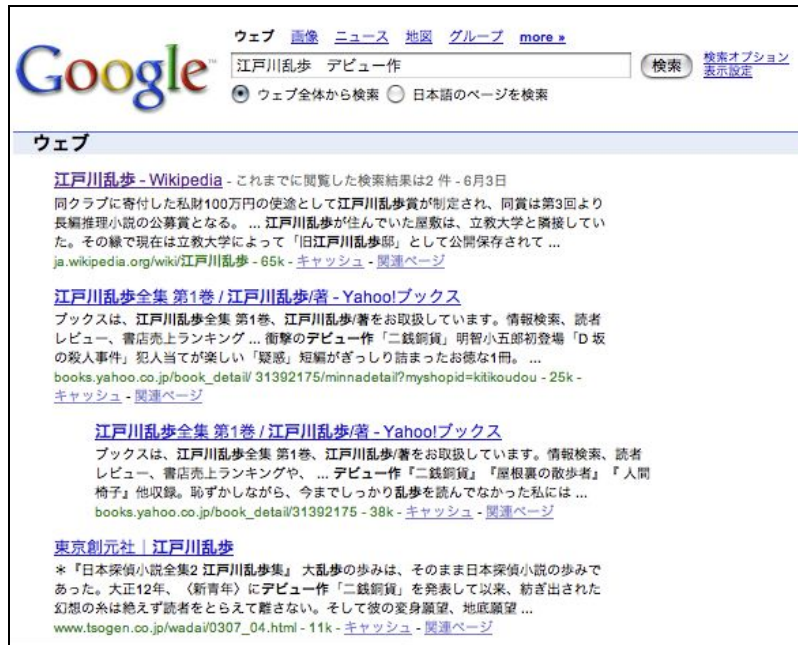 ウェブ 画像 ニュース 地図 グループ more »
Google™
江戸川乱歩　デビュー作 検索 検索オプション
表示設定
ウェブ全体から検索 日本語のページを検索
ウェブ
江戸川乱歩 - Wikipedia - これまでに閲覧した検索結果は2 件 - 6月3日
同クラブに寄付した私財100万円の使途として江戸川乱歩賞が制定され、同賞は第3回より
長編推理小説の公募賞となる。 ... 江戸川乱歩が住んでいた屋敷は、立教大学と隣接してい
た。その縁で現在は立教大学によって「旧江戸川乱歩邸」として公開保存されて ...
ja.wikipedia.org/wiki/江戸川乱歩 - 65k - キャッシュ - 関連ページ
江戸川乱歩全集 第1巻 / 江戸川乱歩/著 - Yahoo!ブックス
ブックスは、江戸川乱歩全集 第1巻、江戸川乱歩/著をお取扱しています。情報検索、読者
レビュー、書店売上ランキング ... 衝撃のデビュー作「二銭銅貨」明智小五郎初登場「D 坂
の殺人事件」犯人当てが楽しい「疑惑」短編がぎっしり詰まったお徳な1冊。 ...
books.yahoo.co.jp/book_detail/ 31392175/minnadetail?myshopid=kitikoudou - 25k -
キャッシュ - 関連ページ
江戸川乱歩全集 第1巻 / 江戸川乱歩/著 - Yahoo!ブックス
ブックスは、江戸川乱歩全集 第1巻、江戸川乱歩/著をお取扱しています。情報検索、読者
レビュー、書店売上ランキングや、 ... デビュー作『二銭銅貨』『屋根裏の散歩者』『 人間
椅子』他収録。恥ずかしながら、今までしっかり乱歩を読んでなかった私には ...
books.yahoo.co.jp/book_detail/31392175 - 38k - キャッシュ - 関連ページ
東京創元社｜江戸川乱歩
＊『日本探偵小説全集2 江戸川乱歩集』 大乱歩の歩みは、そのまま日本探偵小説の歩みで
あった。大正12年、〈新青年〉にデビュー作「二銭銅貨」を発表して以来、紡ぎ出された
幻想の糸は絶えず読者をとらえて離さない。そして彼の変身願望、地底願望 ...
www.tsogen.co.jp/wadai/0307_04.html - 11k - キャッシュ - 関連ページ